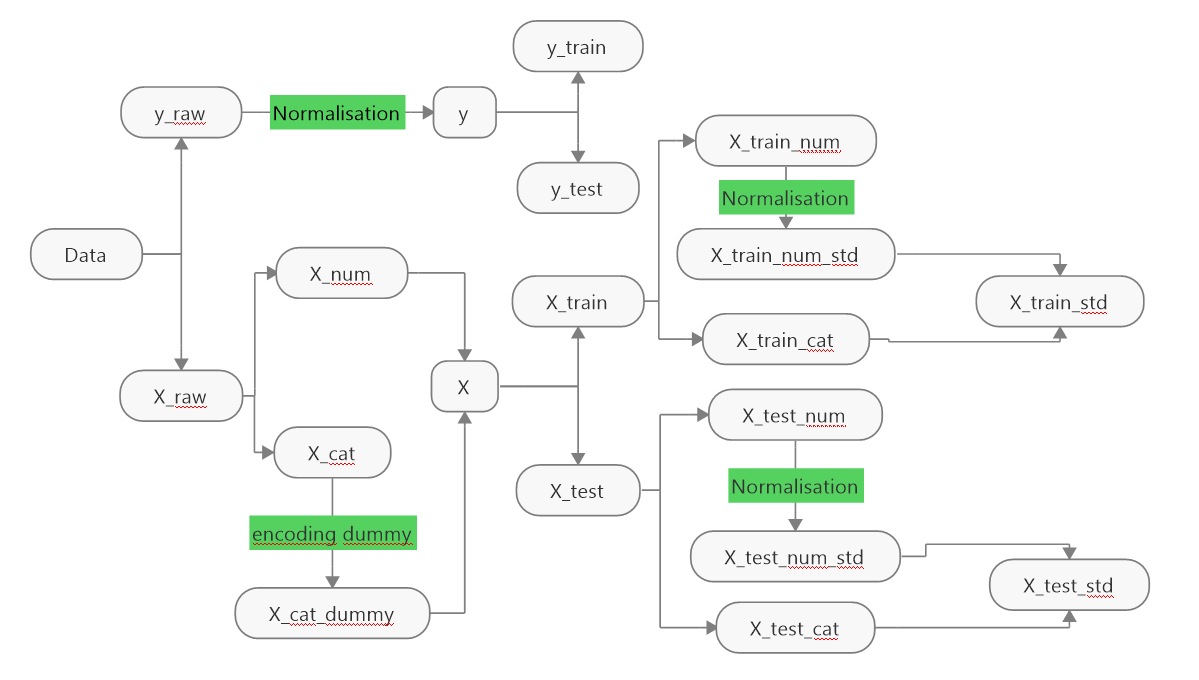 y_train
y_raw
Normalisation
y
y_test
Data
X_num
X_raw
X_cat
encoding dummy
X_cat_dummy
X
X_train
X_test
X_train_num
Normalisation
X_train_num_std
X_train_cat
X_train_std
X_test_num
Normalisation
X_test_num_std
X_test_cat
X_test_std